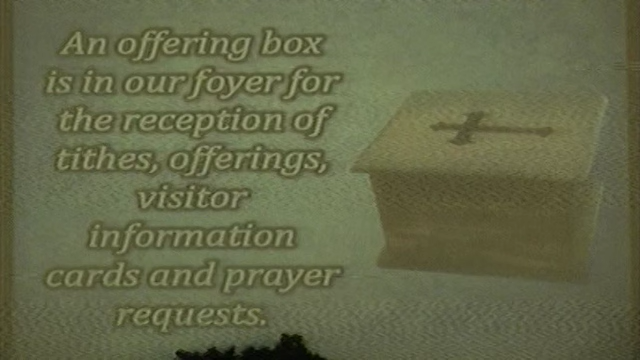 An offering box
is in our foyer for
the reception of
tithes, offerings,
visitor
information
cards and prayer
requests.